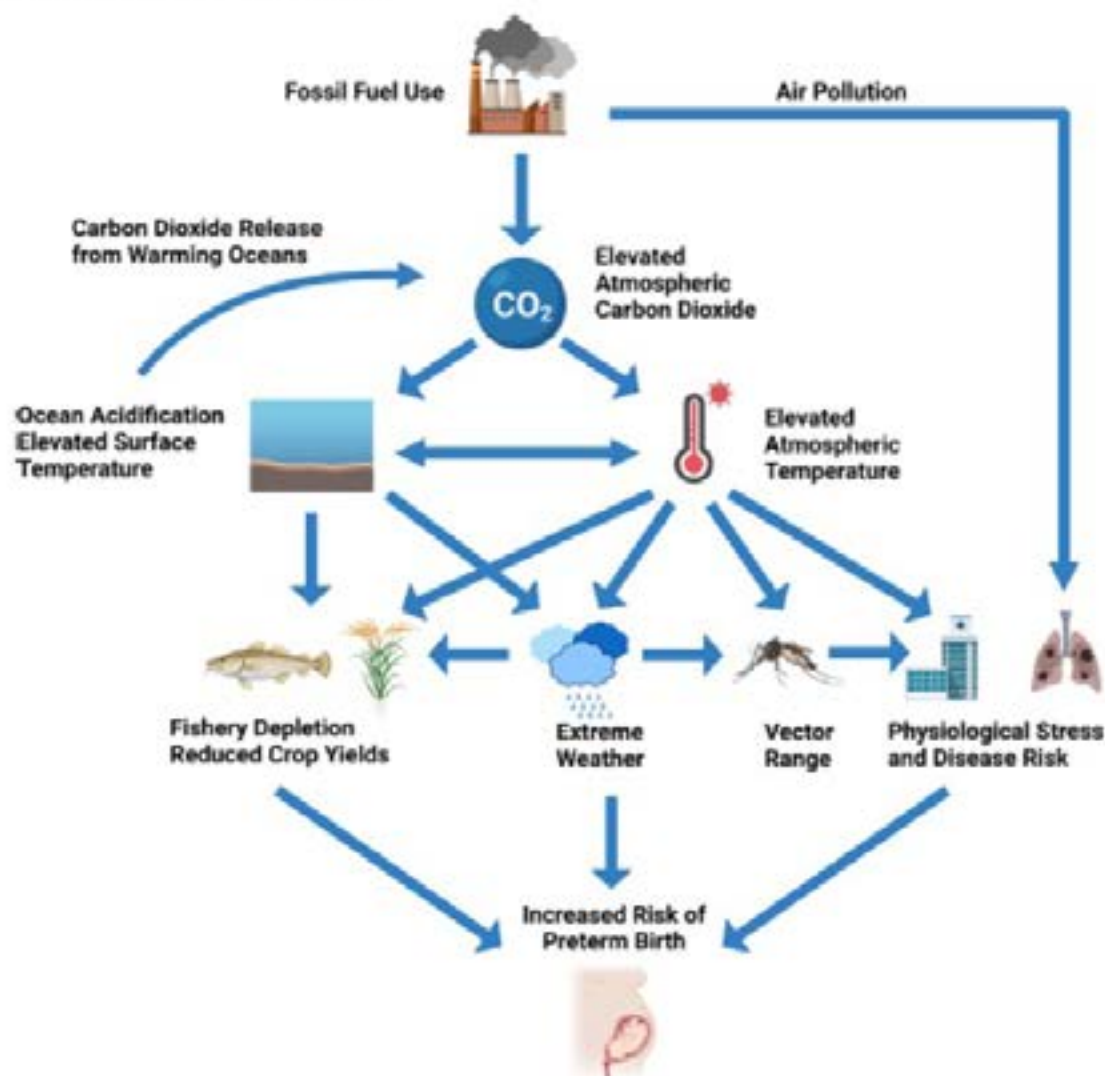 Fossil Fuel Use
Air Pollution
Carbon Dioxide Release
from Warming Oceans
CO₂
Elevated
Atmospheric
Carbon Dioxide
Ocean Acidification
Elevated Surface
Temperature
Elevated
Atmospheric
Temperature
Fishery Depletion
Reduced Crop Yields
Extreme
Weather
Vector
Range
Physiological Stress
and Disease Risk
Increased Risk of
Preterm Birth